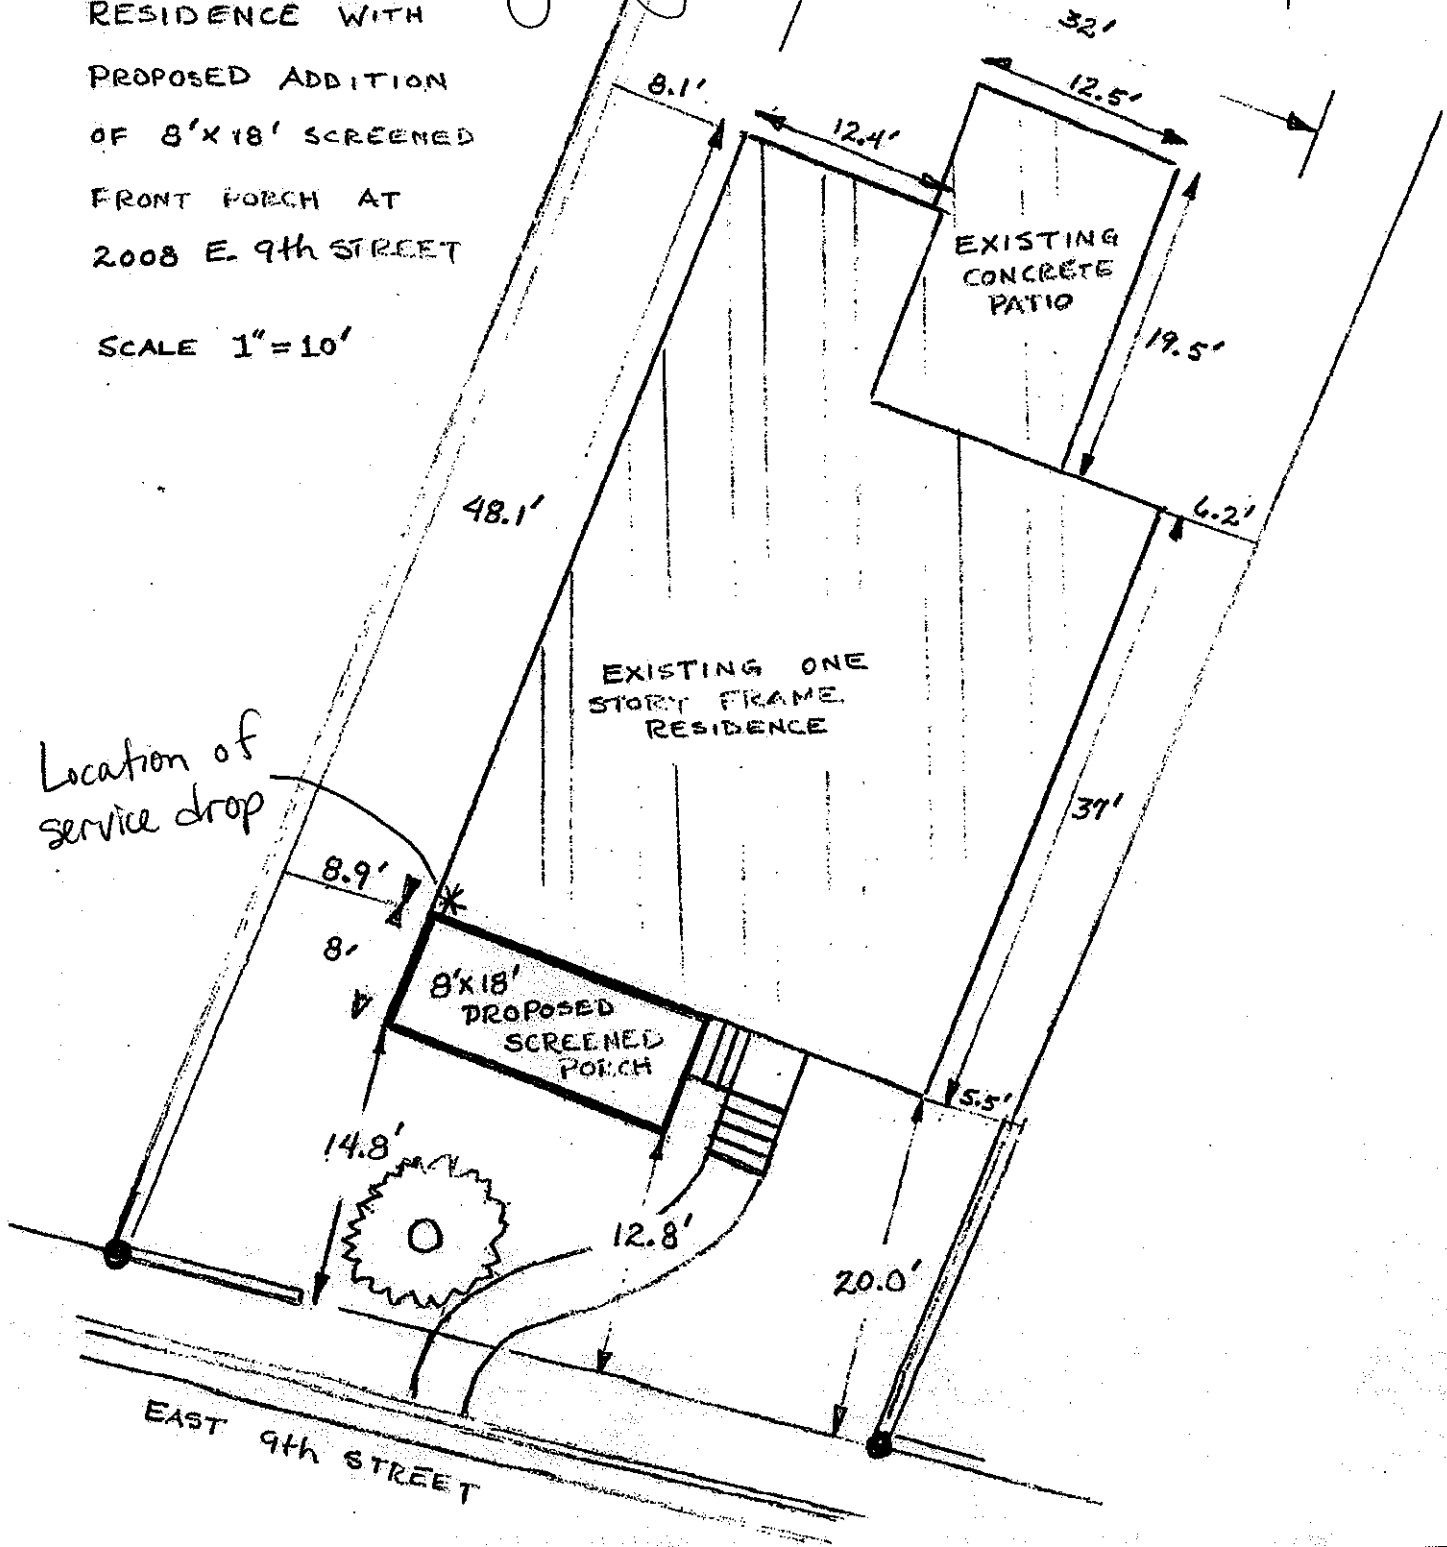 RESIDENCE WITH
PROPOSED ADDITION
OF 8'X18' SCREENED
FRONT PORCH AT
2008 E. 9th STREET
SCALE 1"=10'
32'
8.1'
12.4'
12.5'
EXISTING
CONCRETE
PATIO
19.5'
48.1'
6.2'
EXISTING ONE
STORY FRAME
RESIDENCE
Location of
service drop
37'
8.9'
8'
8'X18'
PROPOSED
SCREENED
PORCH
5.5'
14.8'
12.8'
20.0'
EAST 9th STREET